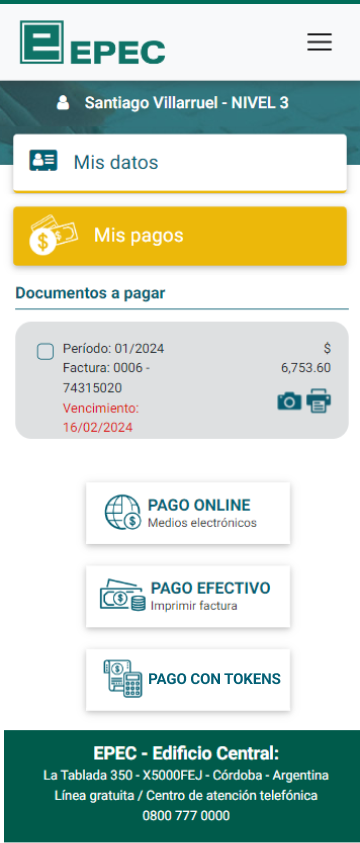 EPEC
Santiago Villarruel - NIVEL 3
Mis datos
Mis pagos
Documentos a pagar
Período: 01/2024
Factura: 0006 -
74315020
Vencimiento:
16/02/2024
$
6,753.60
PAGO ONLINE
Medios electrónicos
PAGO EFECTIVO
Imprimir factura
PAGO CON TOKENS
EPEC - Edificio Central:
La Tablada 350 - X5000FEJ - Córdoba - Argentina
Línea gratuita / Centro de atención telefónica
0800 777 0000